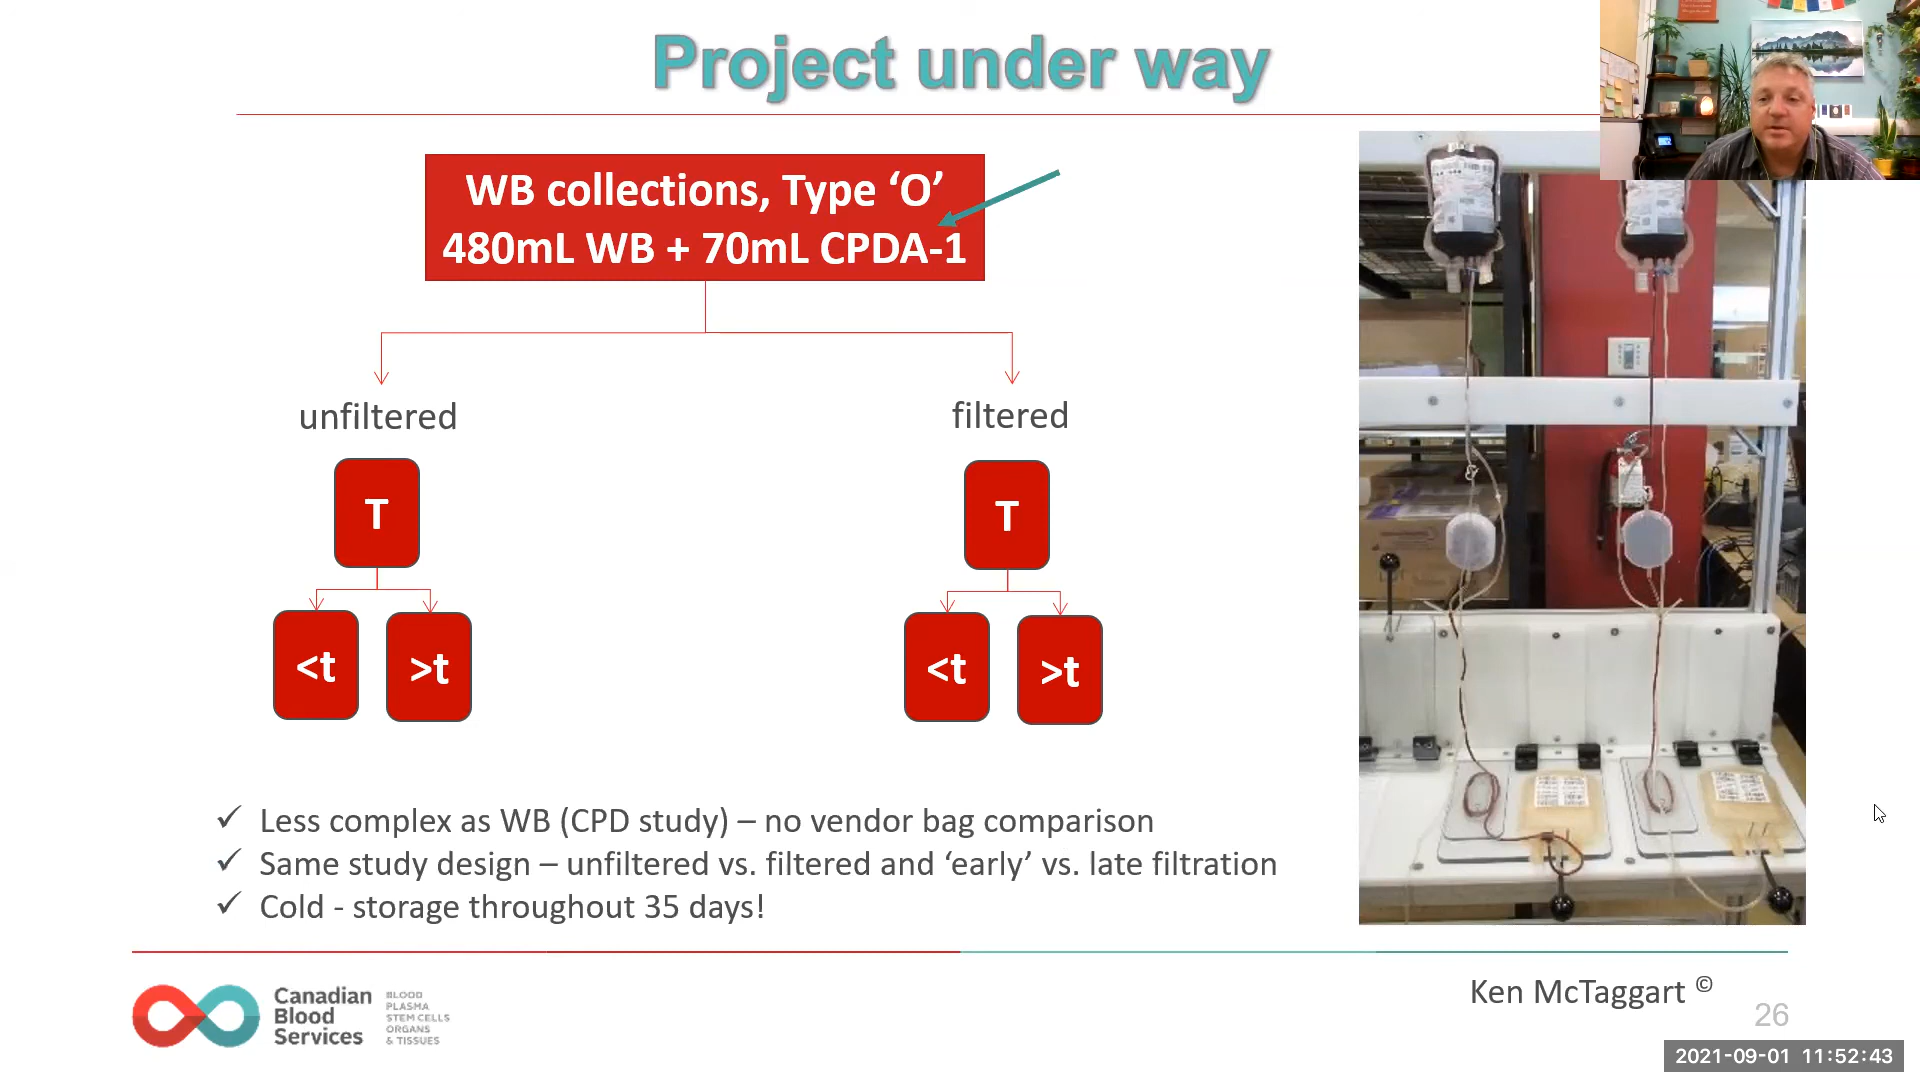 Project under way
WB collections, Type ‘O’
480mL WB + 70mL CPDA-1
unfiltered
filtered
T
T
<t
>t
<t
>t
✓ Less complex as WB (CPD study) – no vendor bag comparison
✓ Same study design – unfiltered vs. filtered and ‘early’ vs. late filtration
✓ Cold - storage throughout 35 days!
Canadian
Blood
Services
BLOOD
PLASMA
STEM CELLS
ORGANS
& TISSUES
Ken McTaggart ©
26
2021-09-01 11:52:43